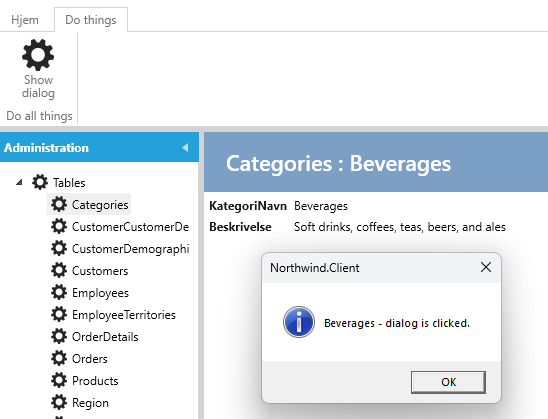 Hjem Do things
Show
dialog
Do all things
Administration
Tables
Categories
CustomerCustomerDe
CustomerDemographi
Customers
Employees
EmployeeTerritories
OrderDetails
Orders
Products
Region
Categories : Beverages
KategoriNavn Beverages
Beskrivelse Soft drinks, coffees, teas, beers, and ales
Northwind.Client
Beverages - dialog is clicked.
OK